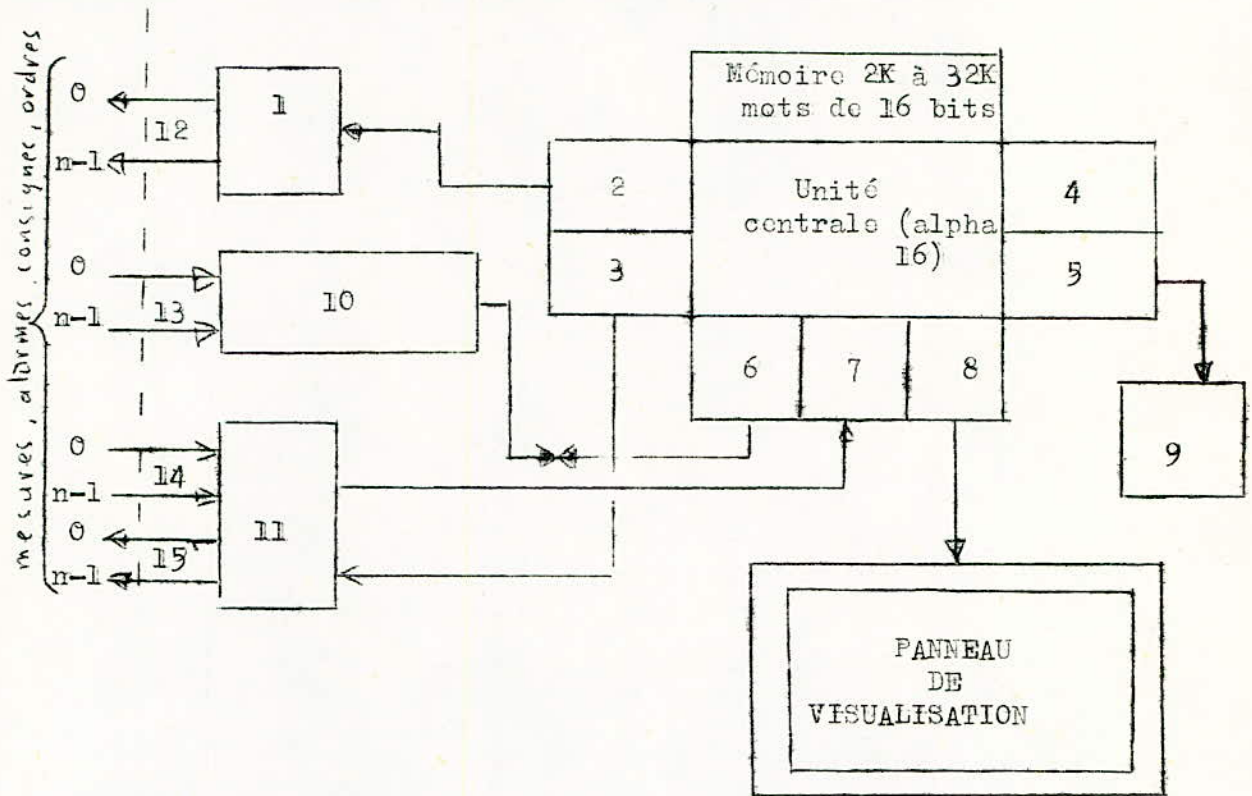 mesures, alarmes, consignes, ordres
0
12
n-1
1
0
13
n-1
10
0
14
n-1
0
15
n-1
11
Mémoire 2K à 32K
mots de 16 bits
2
3
Unité
centrale (alpha
16)
4
5
6
7
8
9
PANNEAU
DE
VISUALISATION